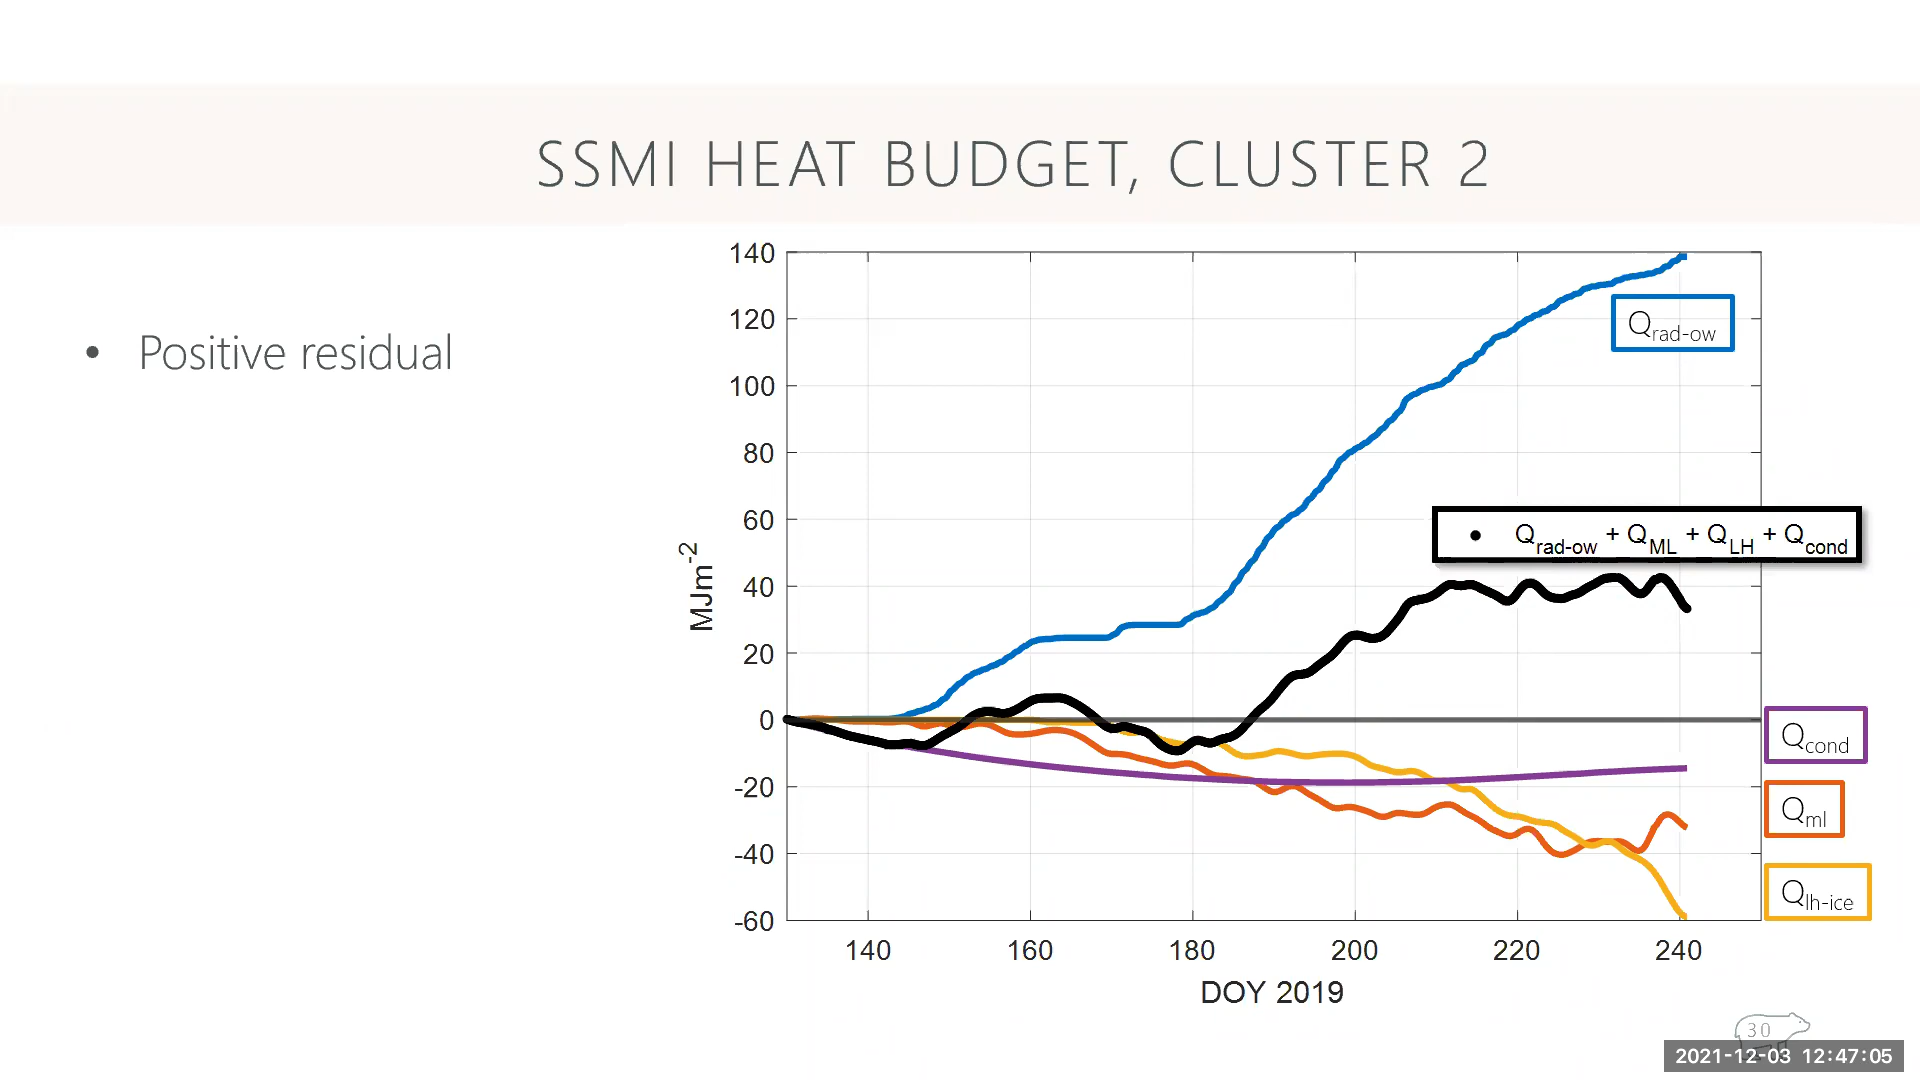 SSMI HEAT BUDGET, CLUSTER 2
• Positive residual
140
120
100
80
60
40
20
0
-20
-40
-60
MJm-2
140 160 180 200 220 240
DOY 2019
Qrad-ow
• Qrad-ow + QML + QLH + Qcond
Qcond
Qml
Qlh-ice
30
2021-12-03 12:47:05